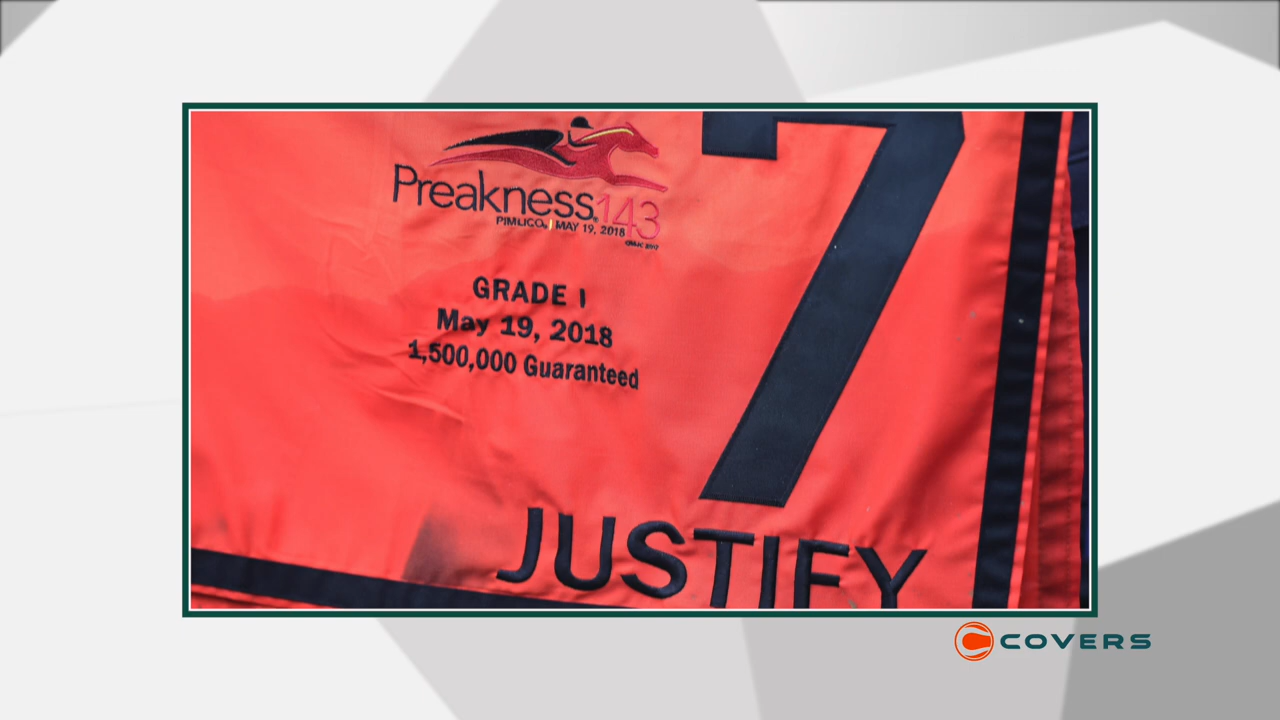 7
Preakness® 143
PIMLICO® | MAY 19, 2018
GRADE I
May 19, 2018
1,500,000 Guaranteed
JUSTIFY
COVERS